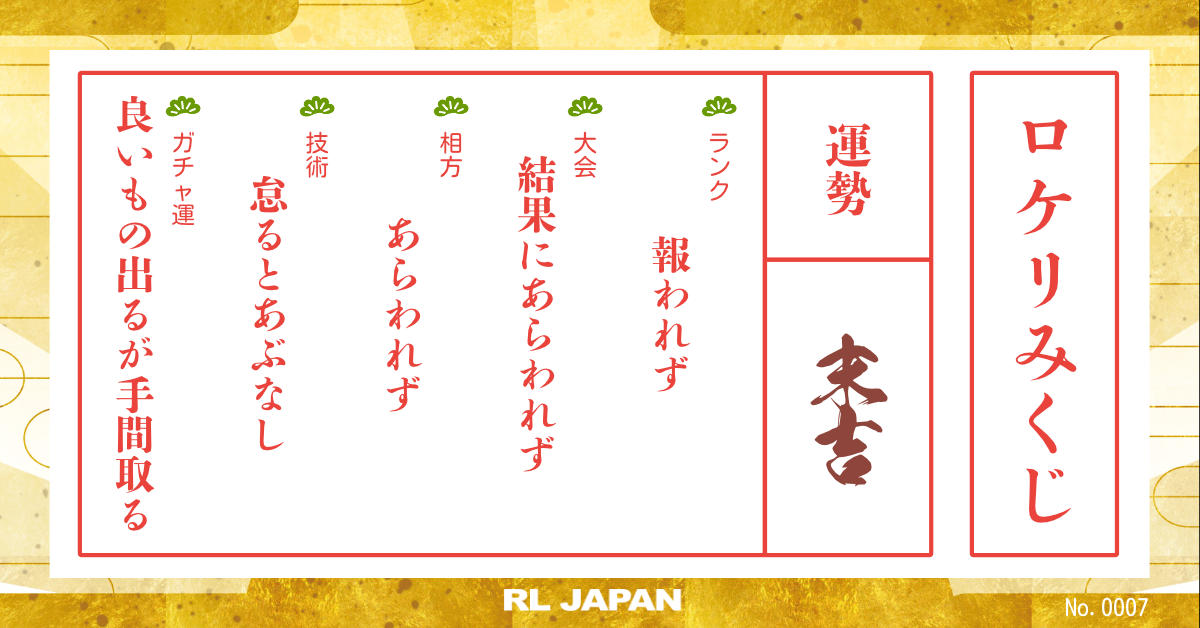 ロケリみくじ
運勢
末吉
ランク
報われず
大会
結果にあらわれず
相方
あらわれず
技術
怠るとあぶなし
ガチャ運
良いもの出るが手間取る
RL JAPAN
No. 0007